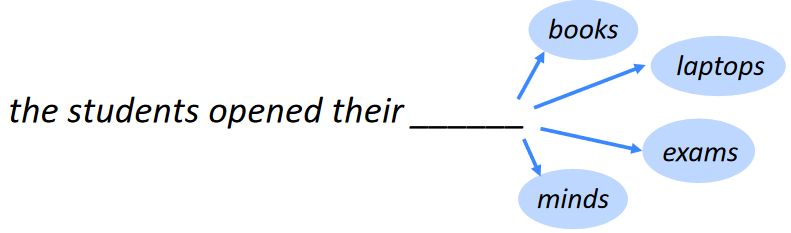 books
laptops
the students opened their ______
exams
minds